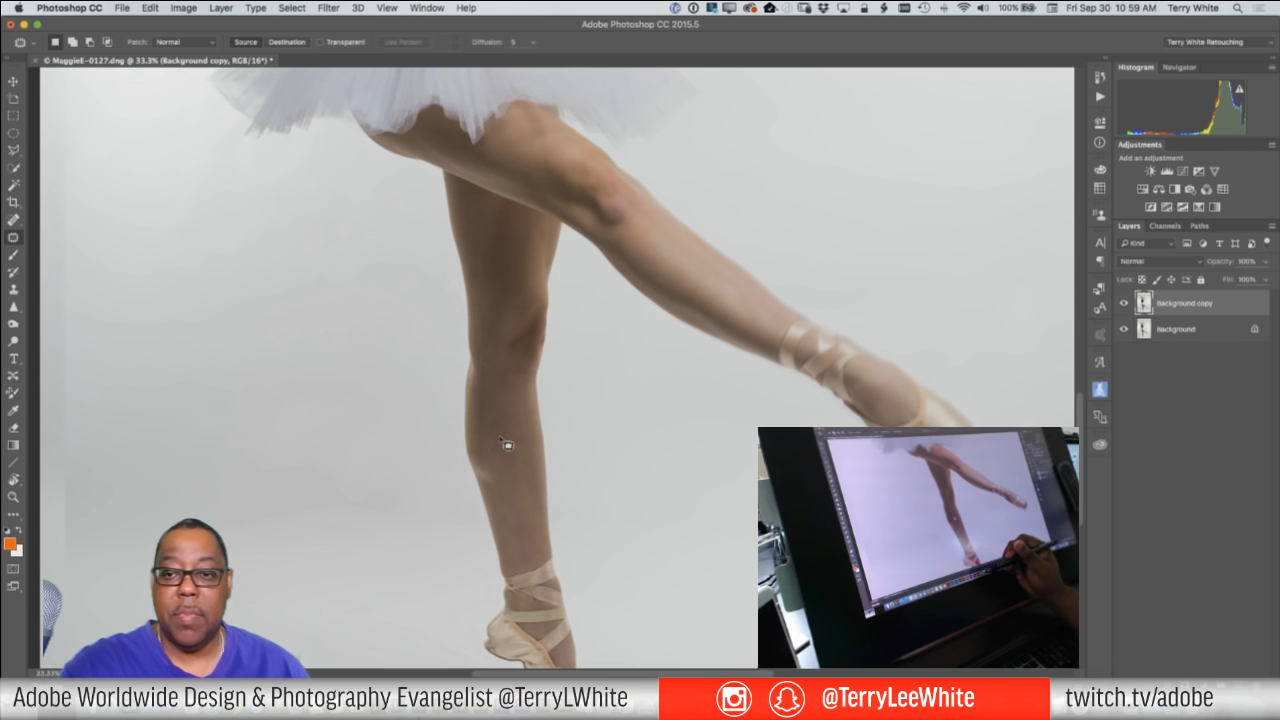 Photoshop CC File Edit Image Layer Type Select Filter 3D View Window Help 100% Fri Sep 30 10:59 AM Terry White
Adobe Photoshop CC 2015.5
Patch: Normal Source Destination Transparent Use Pattern Diffusion: 5 Terry White Retouching
© MaggieE-0127.dng @ 33.3% (Background copy, RGB/16*) *
Histogram Navigator
Adjustments
Add an adjustment
Layers Channels Paths
Kind
Normal Opacity: 100%
Lock: Fill: 100%
Background copy
Background
33.33%
Adobe Worldwide Design & Photography Evangelist @TerryLWhite @TerryLeeWhite twitch.tv/adobe